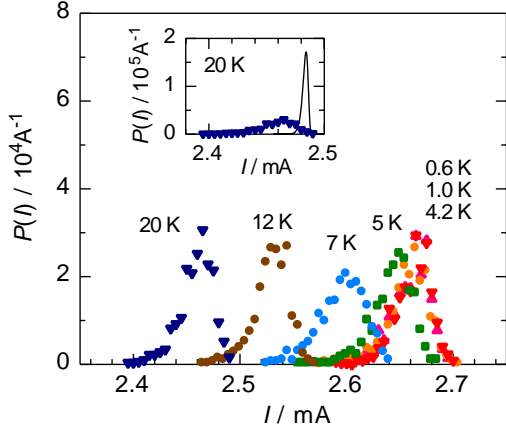 8
6
4
2
0
P(I) / 10⁴A⁻¹
2.4
2.5
2.6
2.7
I / mA
20 K
12 K
7 K
5 K
0.6 K
1.0 K
4.2 K
2
1
0
P(I) / 10⁵A⁻¹
20 K
2.4
2.5
I / mA